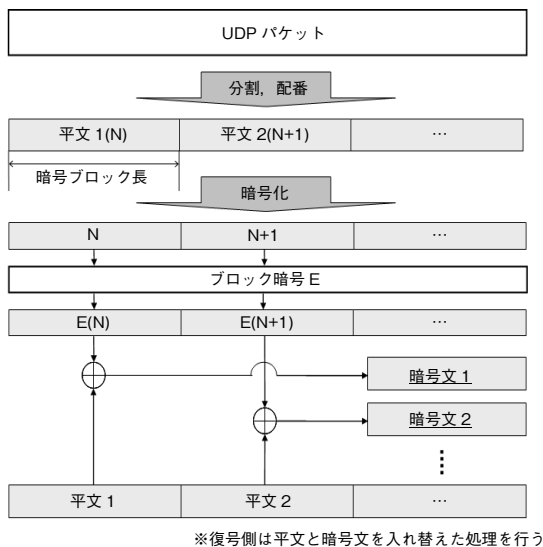 UDP パケット
分割，配番
平文 1(N) 平文 2(N+1) …
暗号ブロック長
暗号化
N N+1 …
ブロック暗号 E
E(N) E(N+1) …
暗号文 1
暗号文 2
⋮
平文 1 平文 2 …
※復号側は平文と暗号文を入れ替えた処理を行う